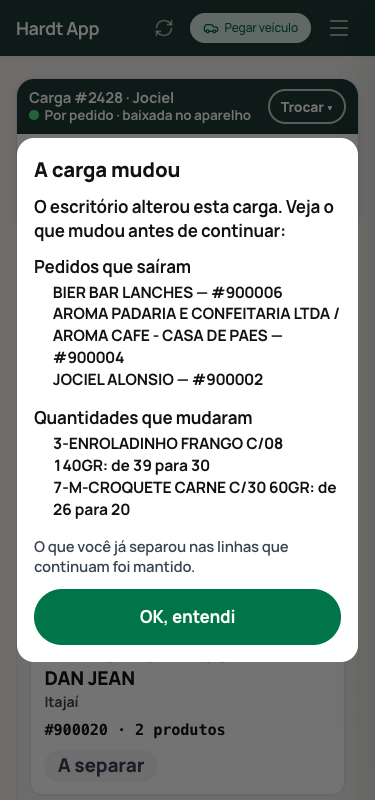 Hardt App
Pegar veículo
Carga #2428 · Jociel
Por pedido · baixada no aparelho
Trocar ▾
A carga mudou
O escritório alterou esta carga. Veja o
que mudou antes de continuar:
Pedidos que saíram
BIER BAR LANCHES — #900006
AROMA PADARIA E CONFEITARIA LTDA /
AROMA CAFE - CASA DE PAES —
#900004
JOCIEL ALONSIO — #900002
Quantidades que mudaram
3-ENROLADINHO FRANGO C/08
140GR: de 39 para 30
7-M-CROQUETE CARNE C/30 60GR: de
26 para 20
O que você já separou nas linhas que
continuam foi mantido.
OK, entendi
DAN JEAN
Itajaí
#900020 · 2 produtos
A separar